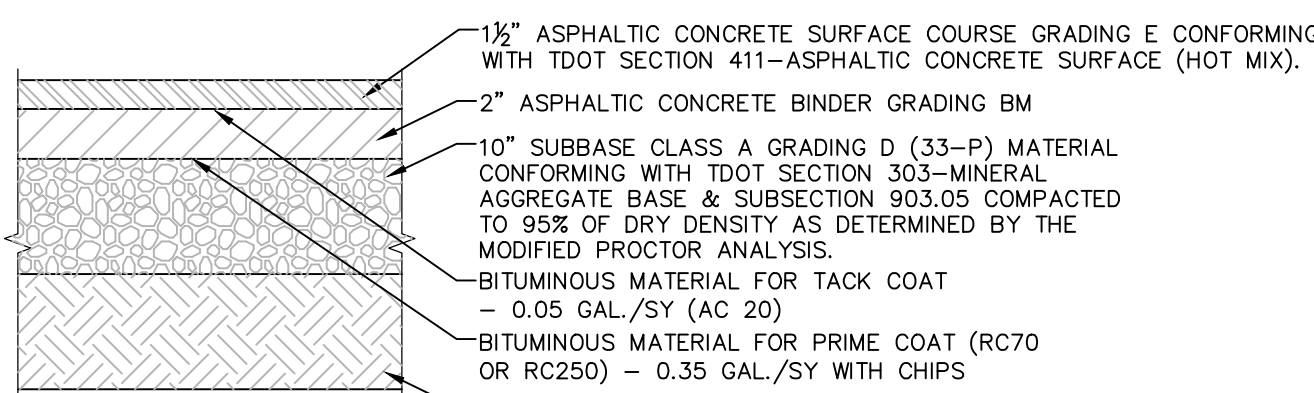 1½” ASPHALTIC CONCRETE SURFACE COURSE GRADING E CONFORMING
WITH TDOT SECTION 411–ASPHALTIC CONCRETE SURFACE (HOT MIX).
2” ASPHALTIC CONCRETE BINDER GRADING BM
10” SUBBASE CLASS A GRADING D (33–P) MATERIAL
CONFORMING WITH TDOT SECTION 303–MINERAL
AGGREGATE BASE & SUBSECTION 903.05 COMPACTED
TO 95% OF DRY DENSITY AS DETERMINED BY THE
MODIFIED PROCTOR ANALYSIS.
BITUMINOUS MATERIAL FOR TACK COAT
– 0.05 GAL./SY (AC 20)
BITUMINOUS MATERIAL FOR PRIME COAT (RC70
OR RC250) – 0.35 GAL./SY WITH CHIPS